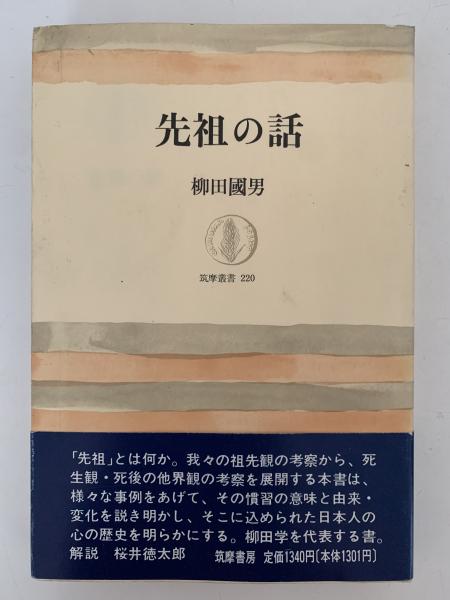 先祖の話
柳田國男
筑摩叢書 220
「先祖」とは何か。我々の祖先観の考察から、死
生観・死後の他界観の考察を展開する本書は、
様々な事例をあげて、その慣習の意味と由来・
変化を説き明かし、そこに込められた日本人の
心の歴史を明らかにする。柳田学を代表する書。
解説 桜井徳太郎 筑摩書房 定価1340円〔本体1301円〕